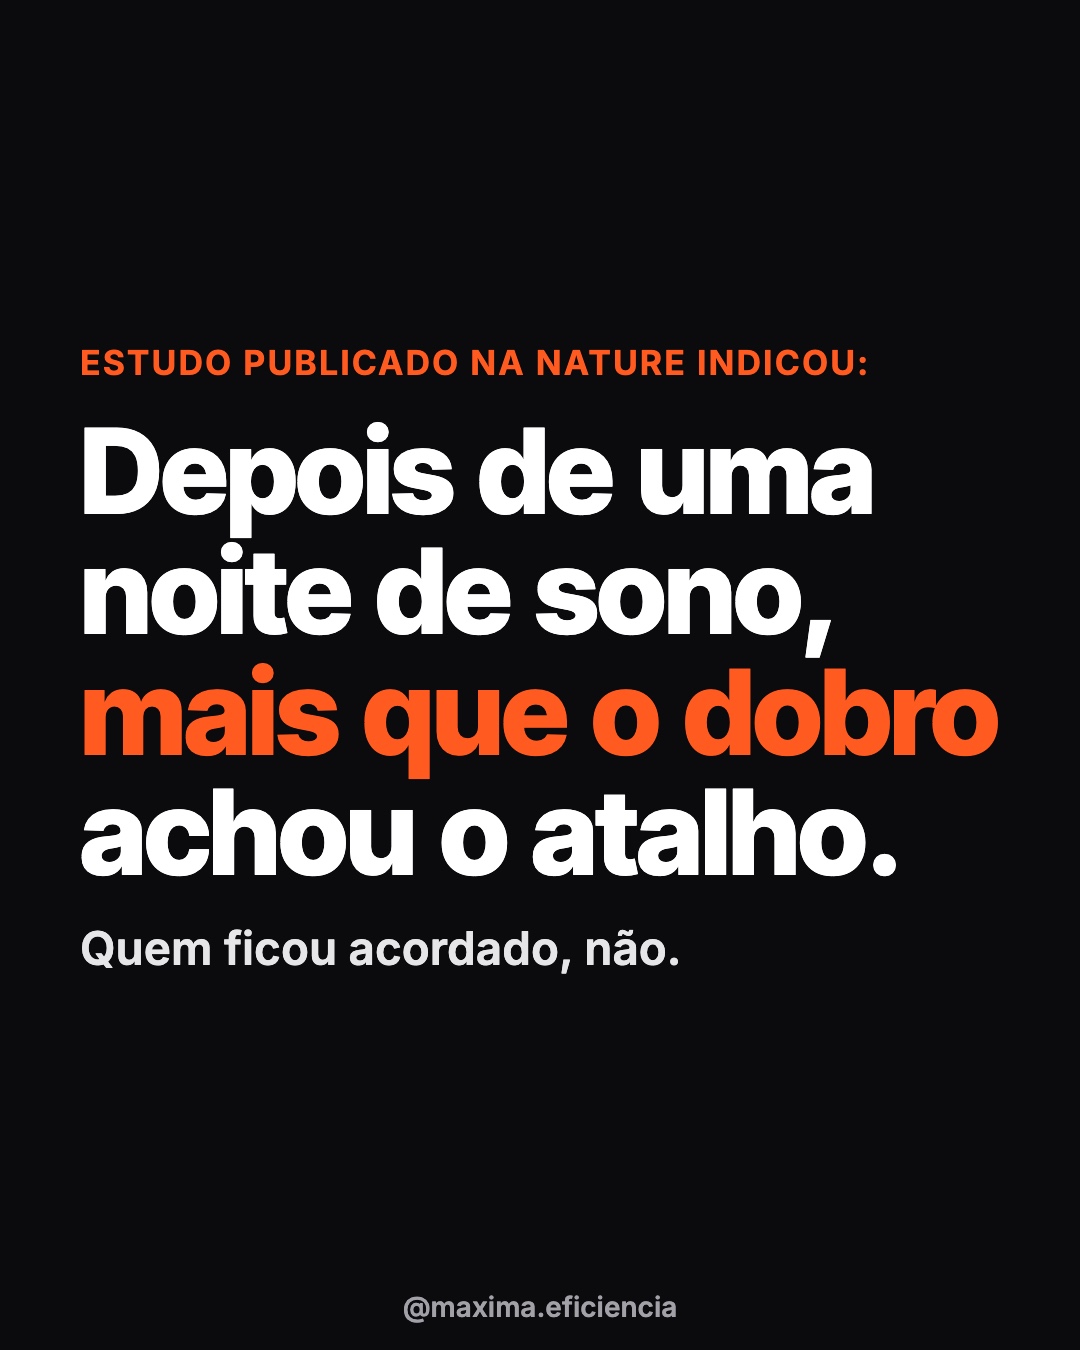 ESTUDO PUBLICADO NA NATURE INDICOU:
Depois de uma
noite de sono,
mais que o dobro
achou o atalho.
Quem ficou acordado, não.
@maxima.eficiencia